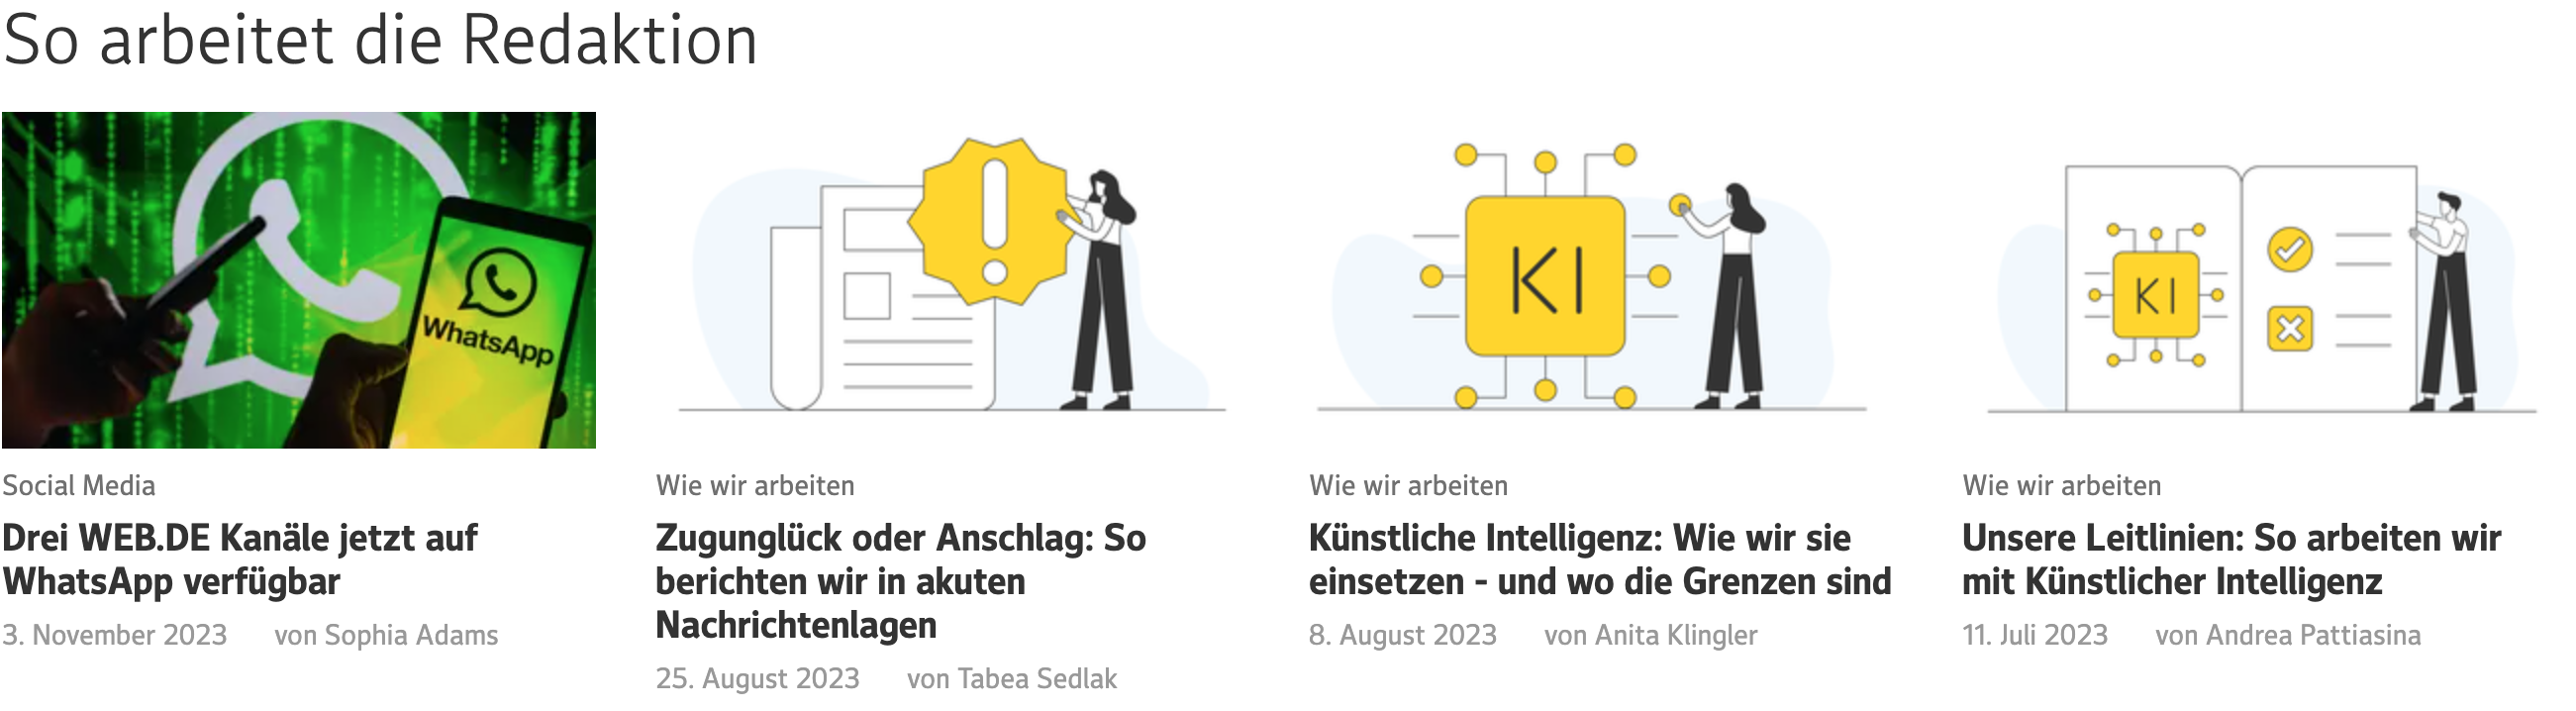 So arbeitet die Redaktion
WhatsApp
KI
KI
Social Media
Drei WEB.DE Kanäle jetzt auf
WhatsApp verfügbar
3. November 2023 von Sophia Adams
Wie wir arbeiten
Zugunglück oder Anschlag: So
berichten wir in akuten
Nachrichtenlagen
25. August 2023 von Tabea Sedlak
Wie wir arbeiten
Künstliche Intelligenz: Wie wir sie
einsetzen - und wo die Grenzen sind
8. August 2023 von Anita Klingler
Wie wir arbeiten
Unsere Leitlinien: So arbeiten wir
mit Künstlicher Intelligenz
11. Juli 2023 von Andrea Pattiasina